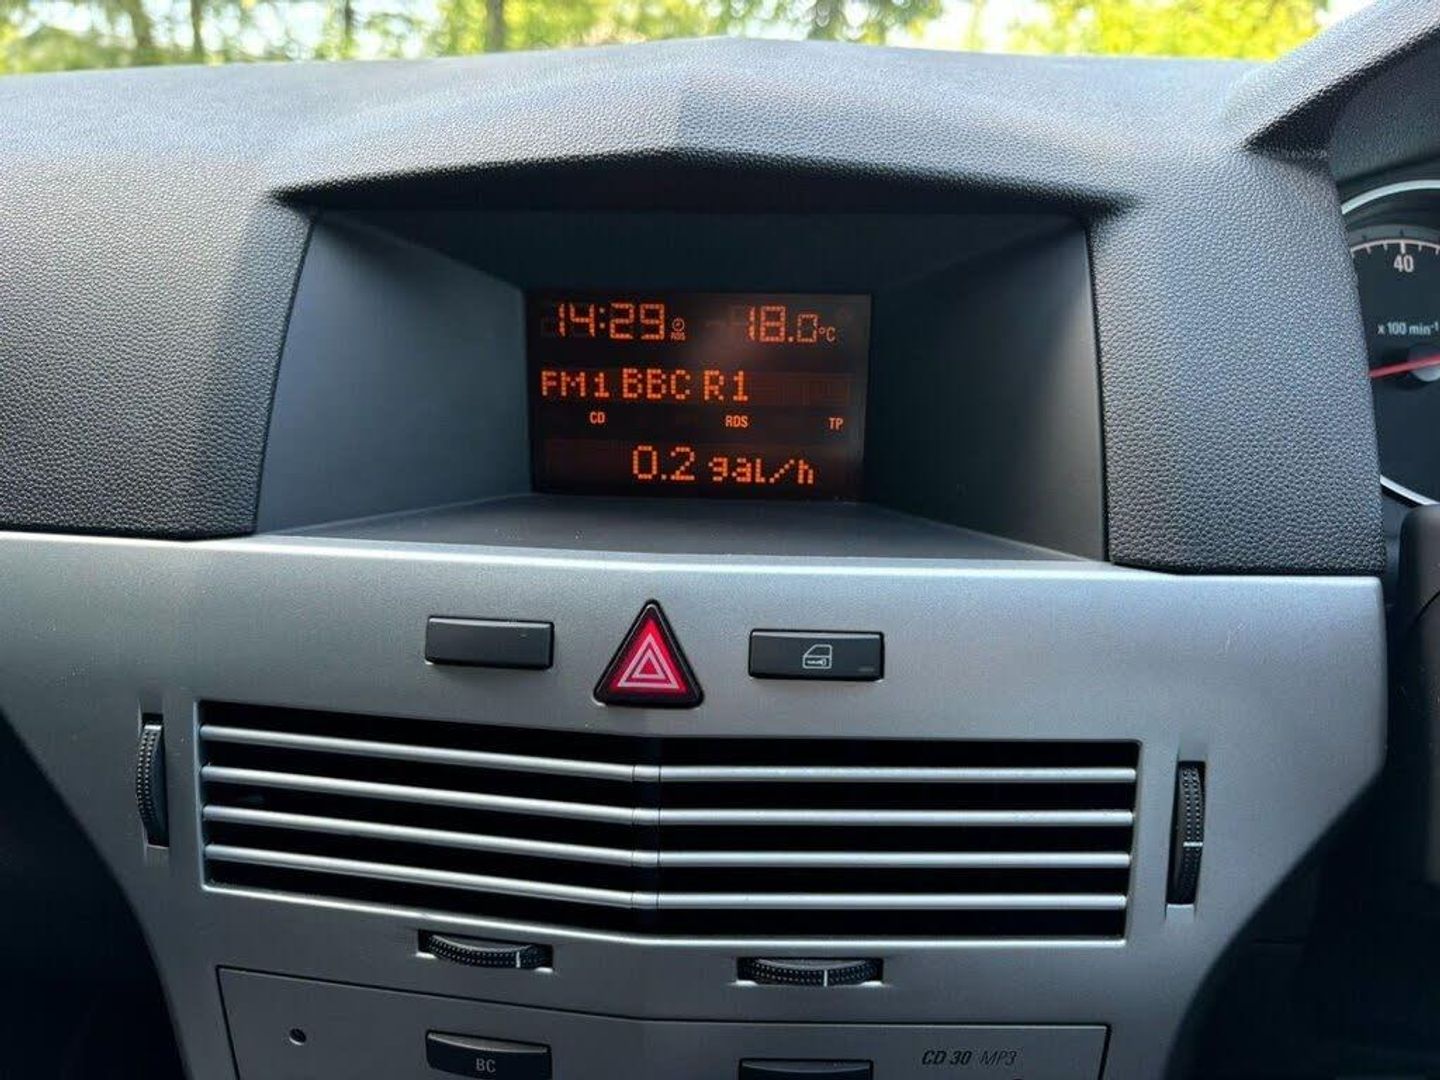 14:29 RDS 18.0°C
FM1 BBC R1
CD RDS TP
0.2 gal/h
40
x 100 min-1
BC
CD 30 MP3